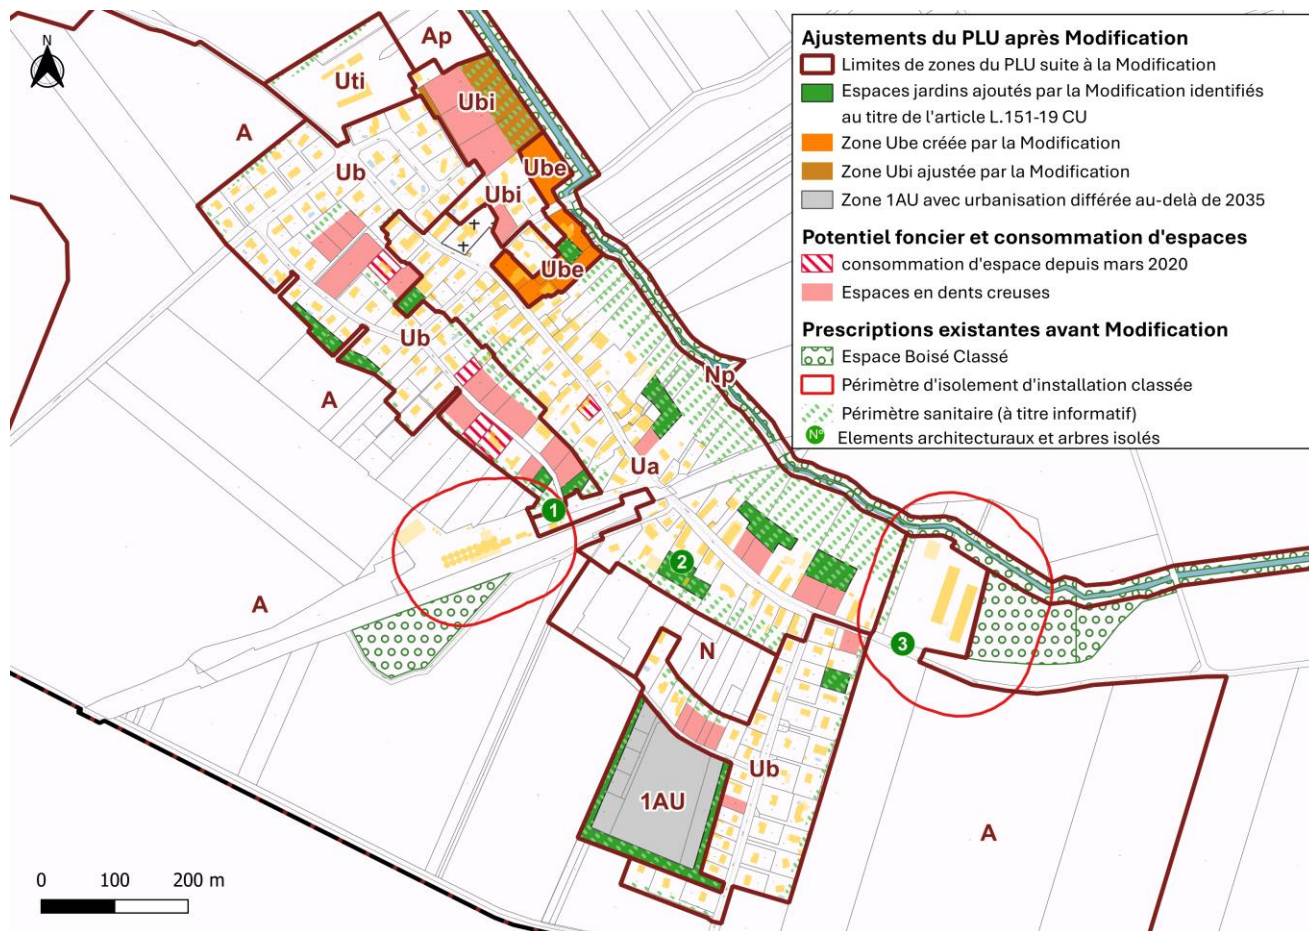 N
Ajustements du PLU après Modification
Limites de zones du PLU suite à la Modification
Espaces jardins ajoutés par la Modification identifiés
au titre de l'article L.151-19 CU
Zone Ube créée par la Modification
Zone Ubi ajustée par la Modification
Zone 1AU avec urbanisation différée au-delà de 2035
Potentiel foncier et consommation d'espaces
consommation d'espace depuis mars 2020
Espaces en dents creuses
Prescriptions existantes avant Modification
Espace Boisé Classé
Périmètre d'isolement d'installation classée
Périmètre sanitaire (à titre informatif)
N° Elements architecturaux et arbres isolés
Ap
Uti
Ubi
A
Ub
Ube
Ubi
Ube
Ub
Np
A
Ua
1
2
A
3
N
Ub
1AU
A
0 100 200 m